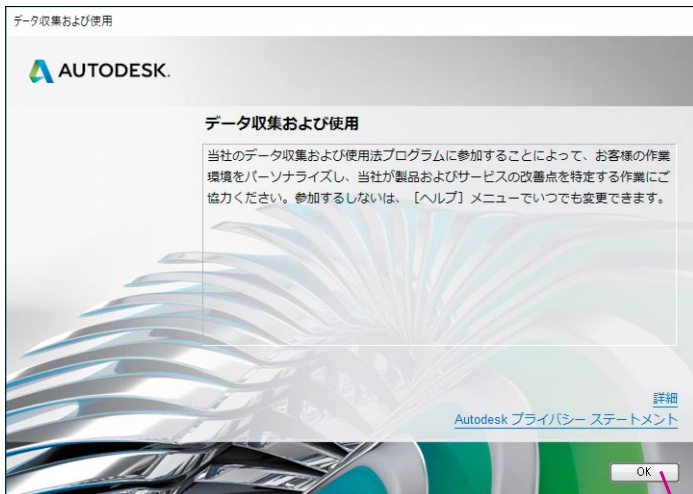 データ収集および使用
AUTODESK.
データ収集および使用
当社のデータ収集および使用法プログラムに参加することによって、お客様の作業
環境をパーソナライズし、当社が製品およびサービスの改善点を特定する作業にご
協力ください。参加するしないは、［ヘルプ］メニューでいつでも変更できます。
詳細
Autodesk プライバシー ステートメント
OK